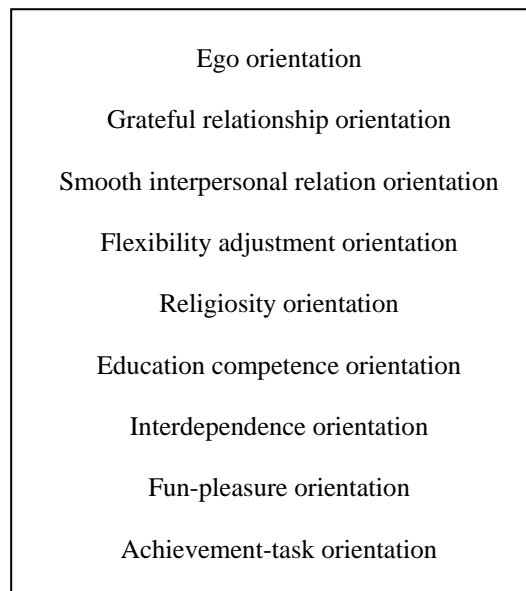 Ego orientation
Grateful relationship orientation
Smooth interpersonal relation orientation
Flexibility adjustment orientation
Religiosity orientation
Education competence orientation
Interdependence orientation
Fun-pleasure orientation
Achievement-task orientation